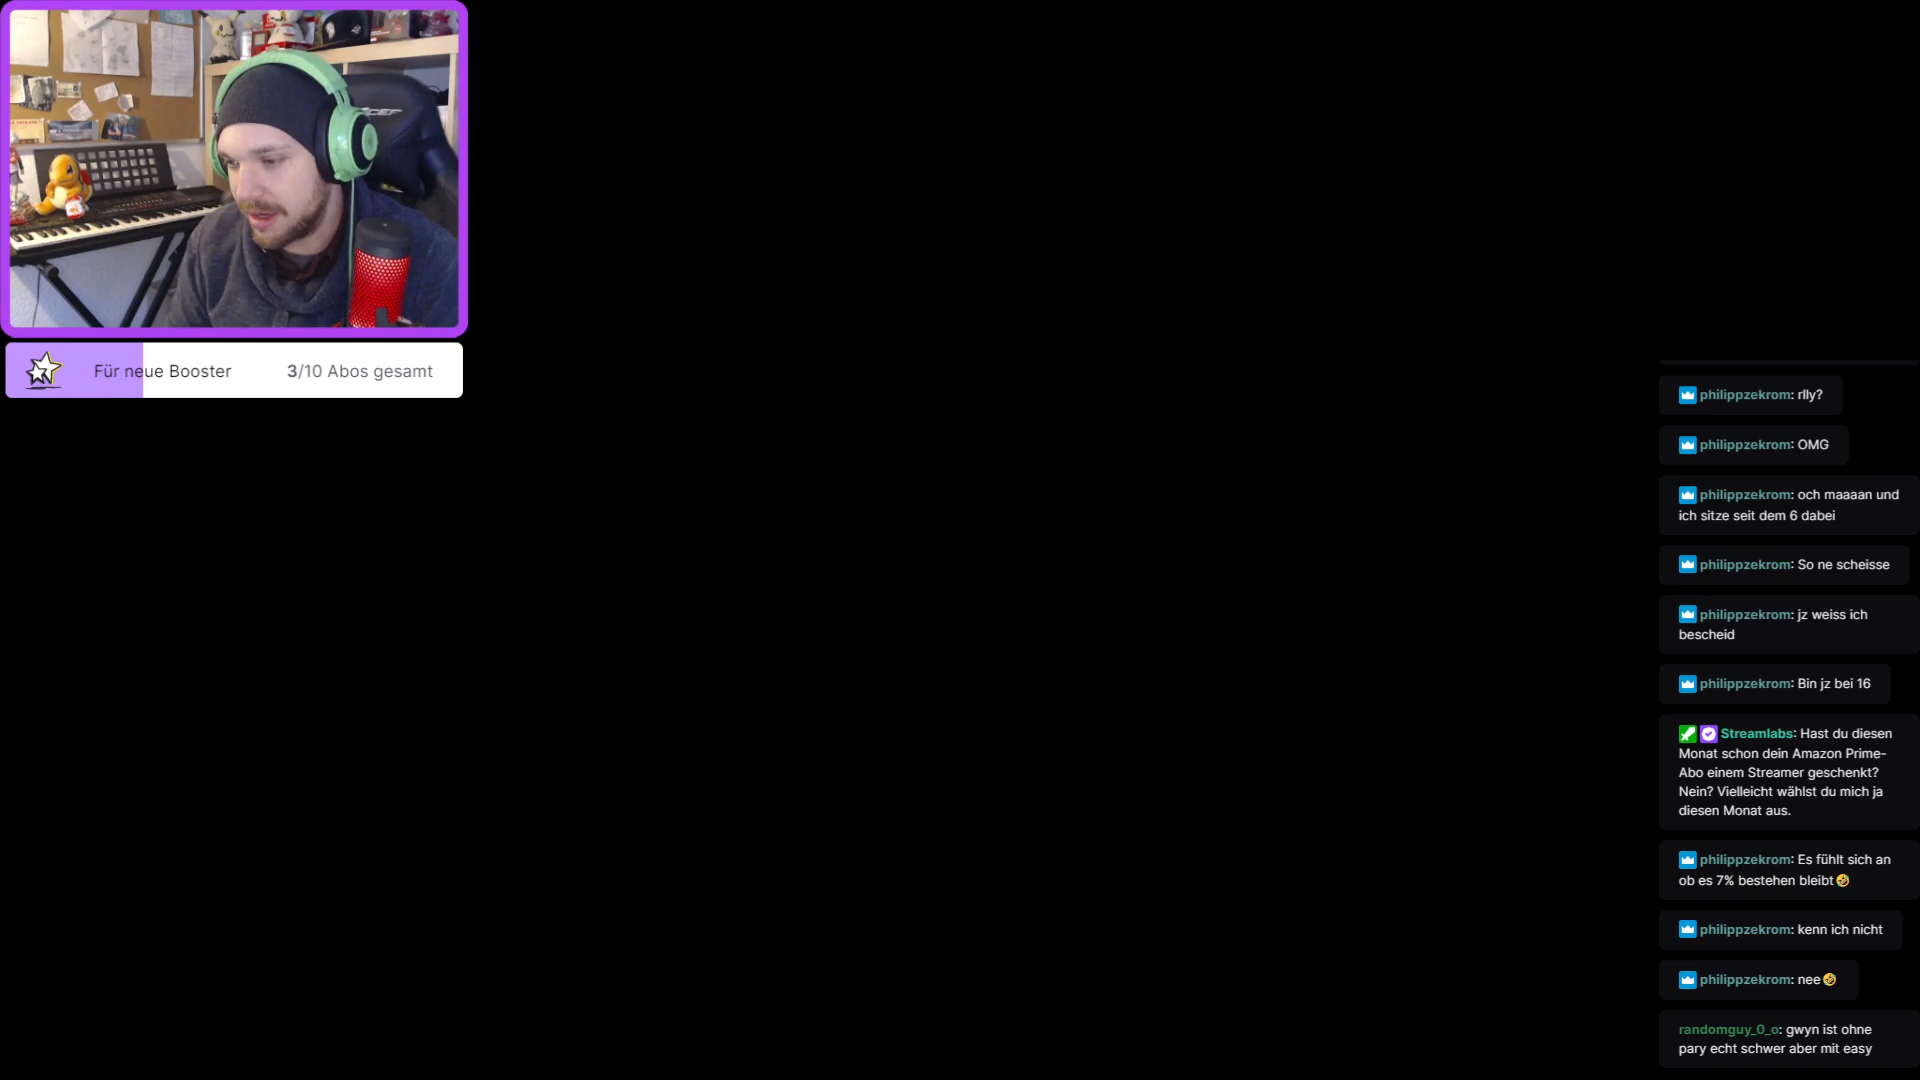 Für neue Booster 3/10 Abos gesamt
philippzekrom: rlly?
philippzekrom: OMG
philippzekrom: och maaaan und
ich sitze seit dem 6 dabei
philippzekrom: So ne scheisse
philippzekrom: jz weiss ich
bescheid
philippzekrom: Bin jz bei 16
Streamlabs: Hast du diesen
Monat schon dein Amazon Prime-
Abo einem Streamer geschenkt?
Nein? Vielleicht wählst du mich ja
diesen Monat aus.
philippzekrom: Es fühlt sich an
ob es 7% bestehen bleibt🤣
philippzekrom: kenn ich nicht
philippzekrom: nee🤣
randomguy_0_o: gwyn ist ohne
pary echt schwer aber mit easy